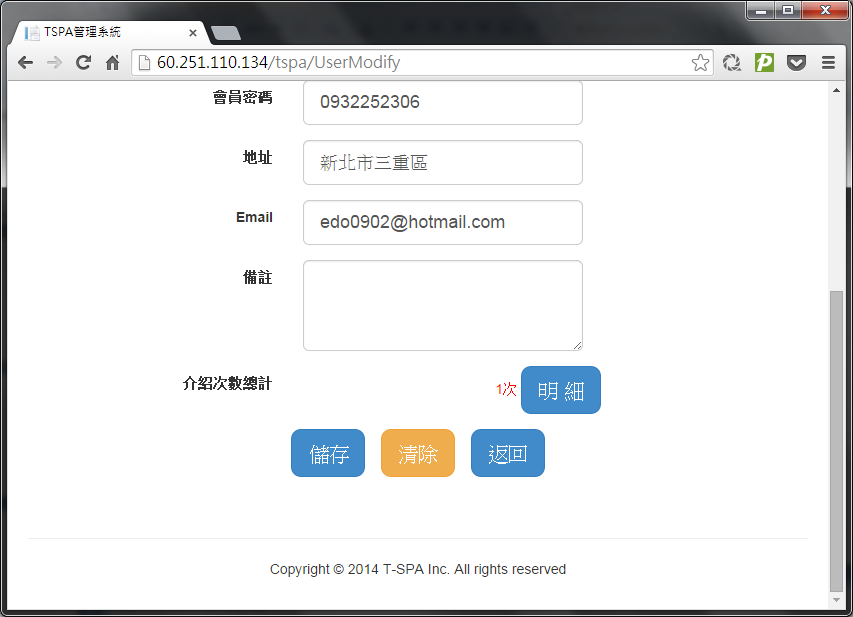 TSPA管理系統
60.251.110.134/tspa/UserModify
會員密碼
0932252306
地址
新北市三重區
Email
edo0902@hotmail.com
備註
介紹次數總計
1次
明 細
儲存
清除
返回
Copyright © 2014 T-SPA Inc. All rights reserved